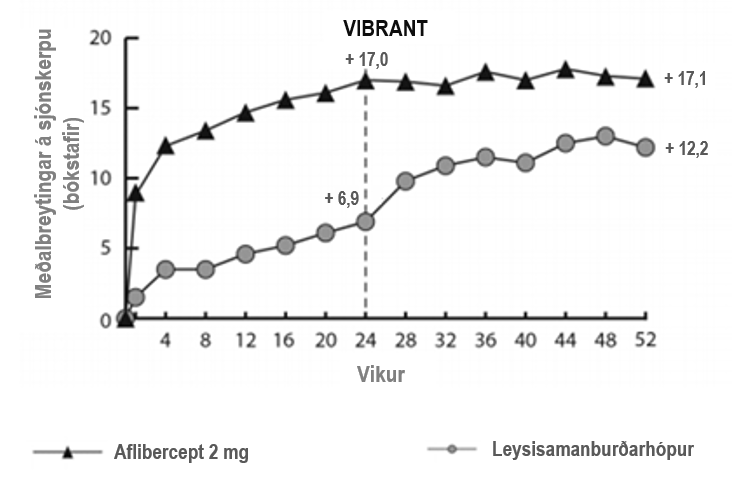 VIBRANT
Meðalbreytingar á sjónskerpu
(bókstafir)
20
15
10
5
0
+ 17,0
+ 17,1
+ 6,9
+ 12,2
4 8 12 16 20 24 28 32 36 40 44 48 52
Vikur
Aflibercept 2 mg
Leysisamanburðarhópur